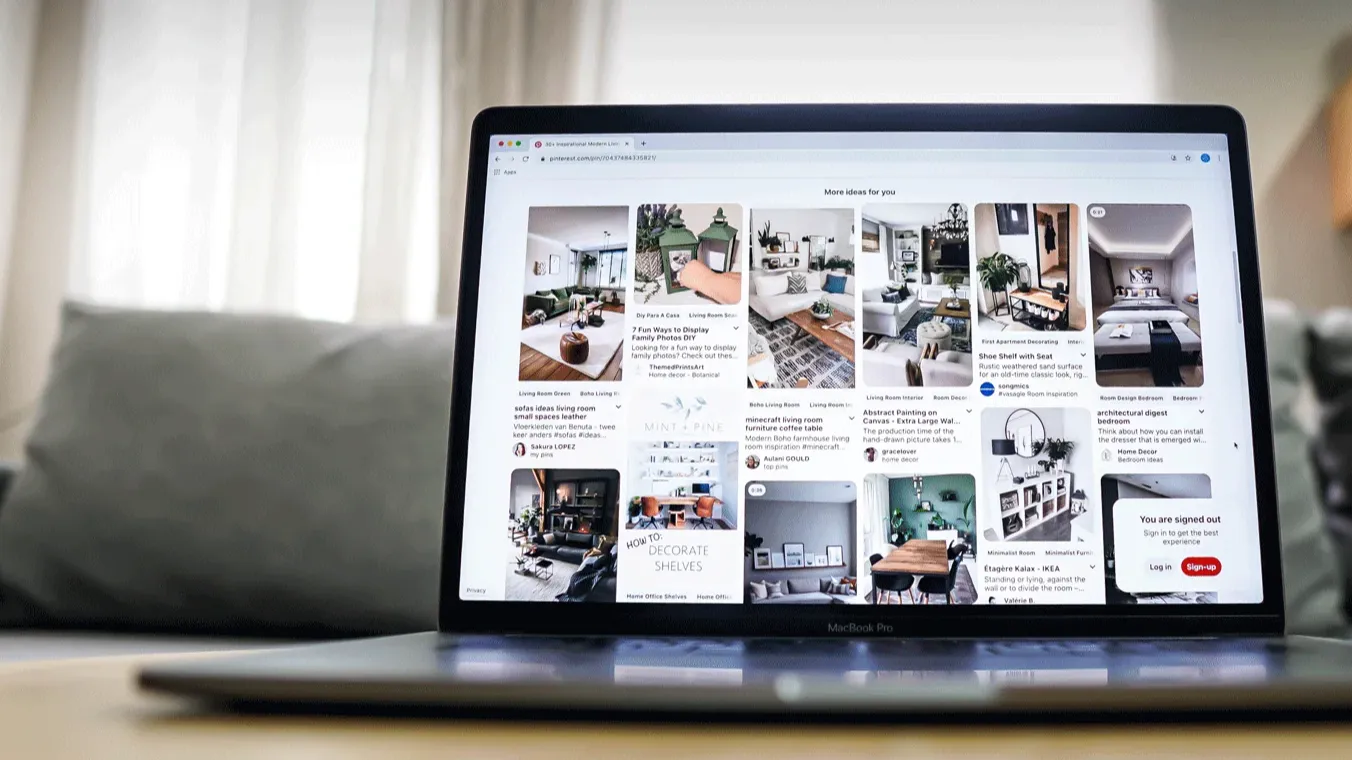 30+ Inspirational Modern Livin
pinterest.com/pin/70437484335821/
Apps
More ideas for you
Living Room Green Boho Living R
sofas ideas living room
small spaces leather
Vloerkleden van Benuta - twee
keer anders #sofas #ideas...
Sakura LOPEZ
my pins
Diy Para A Casa Living Room
7 Fun Ways to Display
Family Photos DIY
Looking for a fun way to display
family photos? Check out thes...
ThemedPrintsArt
Home decor - Botanical
MINT + PINE
HOW TO:
DECORATE
SHELVES
Home Office Shelves Home Offic
Boho Living Room Living Room
minecraft living room
furniture coffee table
Modern Boho farmhouse living
room inspiration #minecraft...
Aulani GOULD
top pins
0:36
Living Room Interior Room Deco
Abstract Painting on
Canvas - Extra Large Wal...
The production time of the
hand-drawn picture takes 1...
gracelover
home decor
First Apartment Decorating Interi
Shoe Shelf with Seat
Rustic weathered sand surface
for an old-time classic look, rig...
songmics
#vasagle Room Inspiration
Minimalist Room Minimalist Furni
Étagère Kalax - IKEA
Standing or lying, against the
wall or to divide the room –...
Valérie B.
Room Design Bedroom Bedroom
architectural digest
bedroom
Think about how you can install
the dresser that is emerged wi...
Home Decor
Bedroom Ideas
You are signed out
Sign in to get the best
experience
Log in Sign-up
Privacy
MacBook Pro